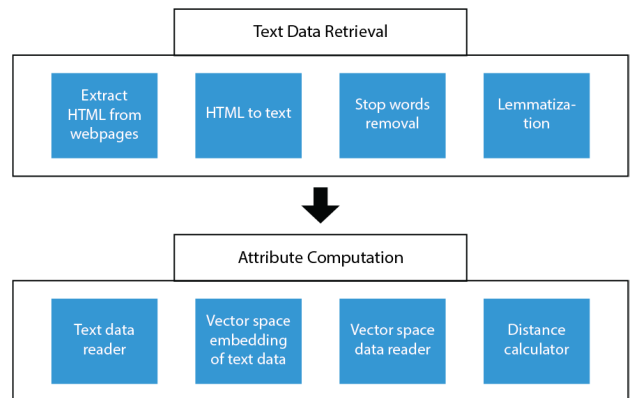 Text Data Retrieval
Extract
HTML from
webpages
HTML to text
Stop words
removal
Lemmatiza-
tion
Attribute Computation
Text data
reader
Vector space
embedding
of text data
Vector space
data reader
Distance
calculator